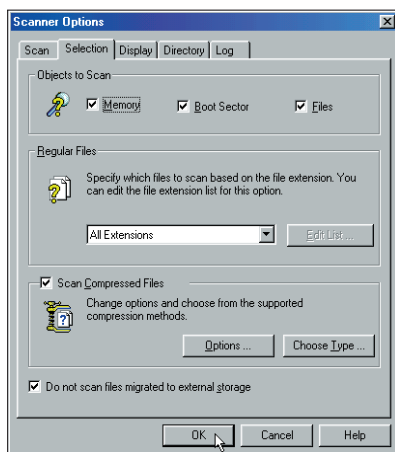 Scanner Options
Scan Selection Display Directory Log
Objects to Scan
Memory Boot Sector Files
Regular Files
Specify which files to scan based on the file extension. You
can edit the file extension list for this option.
All Extensions Edit List ...
Scan Compressed Files
Change options and choose from the supported
compression methods.
Options ... Choose Type ...
Do not scan files migrated to external storage
OK Cancel Help